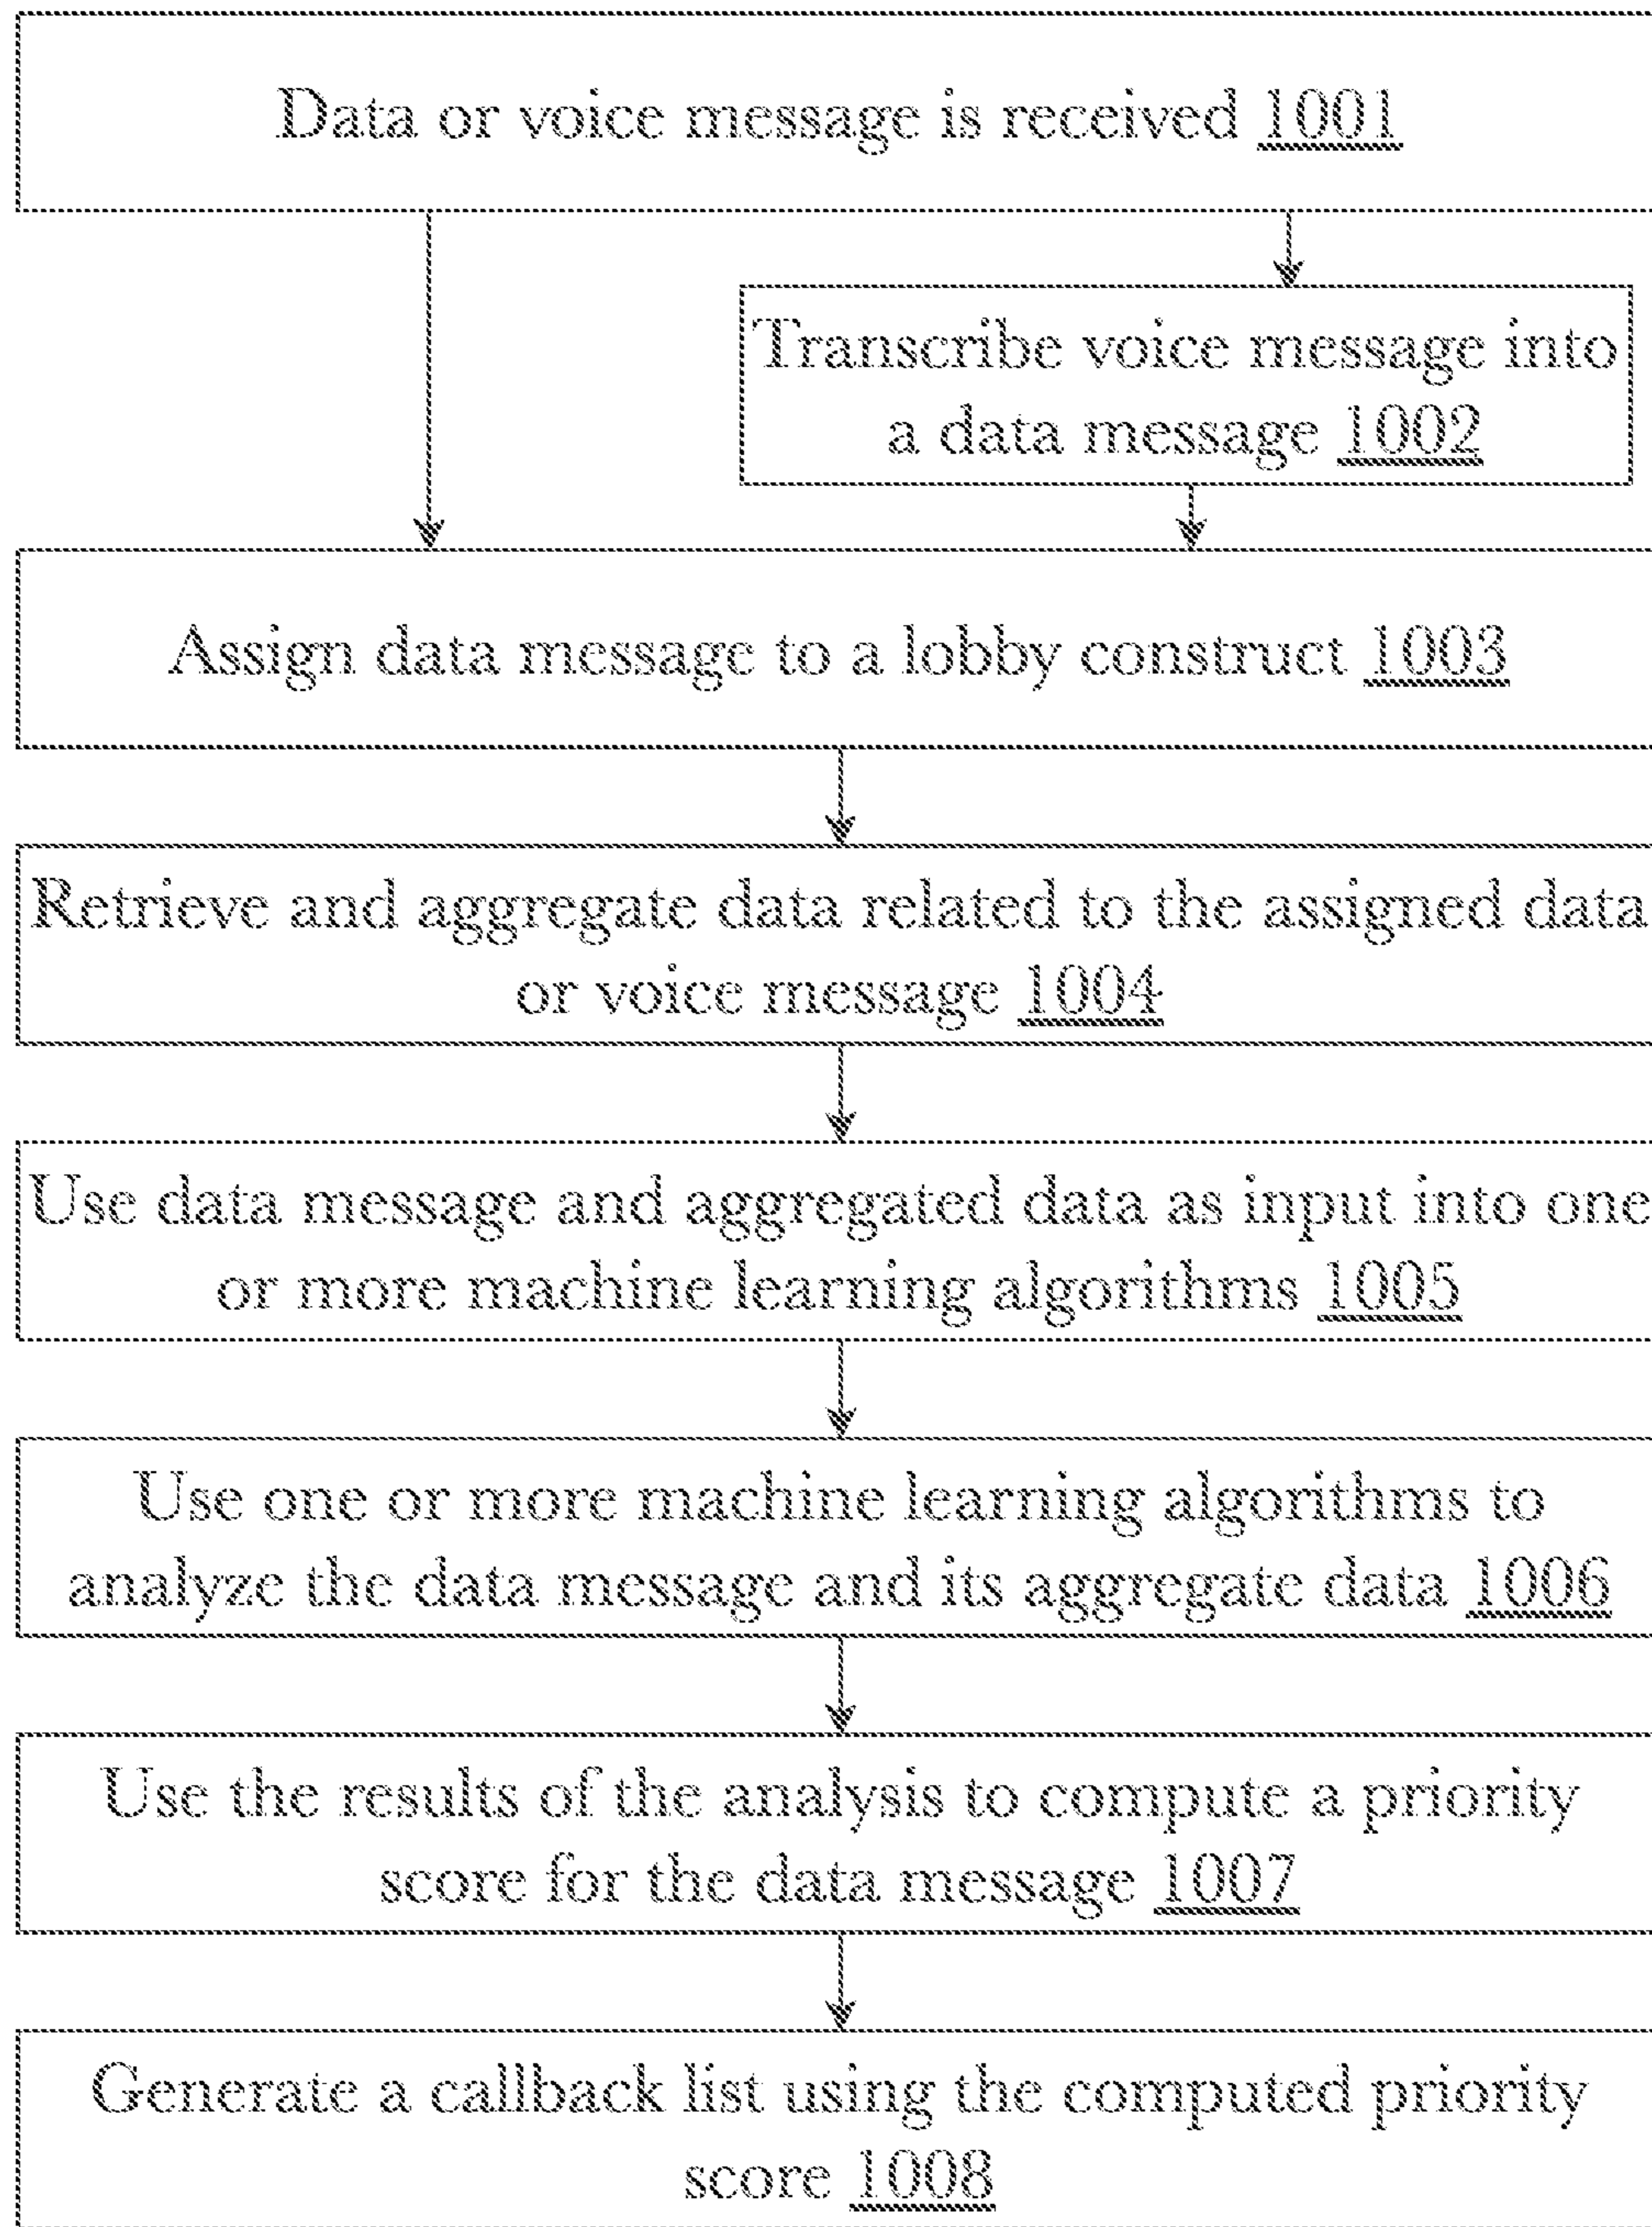 Data or voice message is received 1001
Transcribe voice message into
a data message 1002
Assign data message to a lobby construct 1003
Retrieve and aggregate data related to the assigned data
or voice message 1004
Use data message and aggregated data as input into one
or more machine learning algorithms 1005
Use one or more machine learning algorithms to
analyze the data message and its aggregate data 1006
Use the results of the analysis to compute a priority
score for the data message 1007
Generate a callback list using the computed priority
score 1008